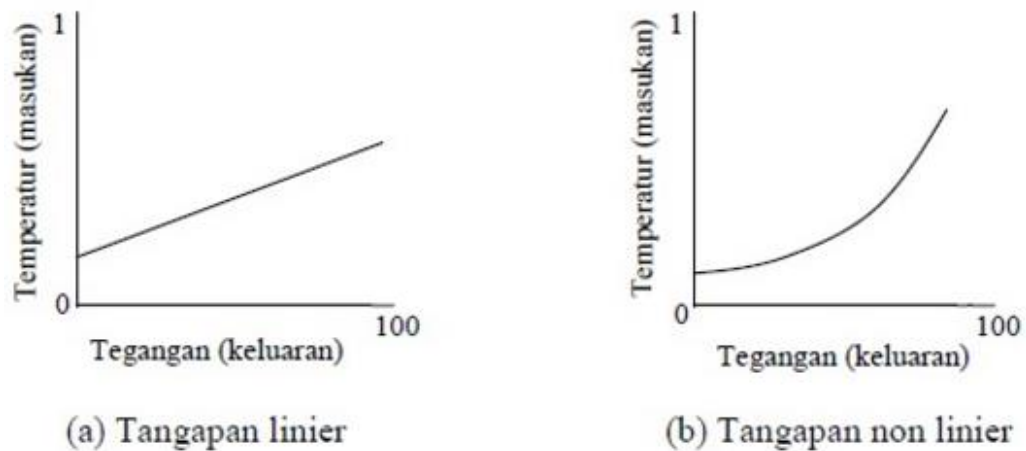 1
Temperatur (masukan)
0
100
Tegangan (keluaran)
(a) Tangapan linier
1
Temperatur (masukan)
0
100
Tegangan (keluaran)
(b) Tangapan non linier